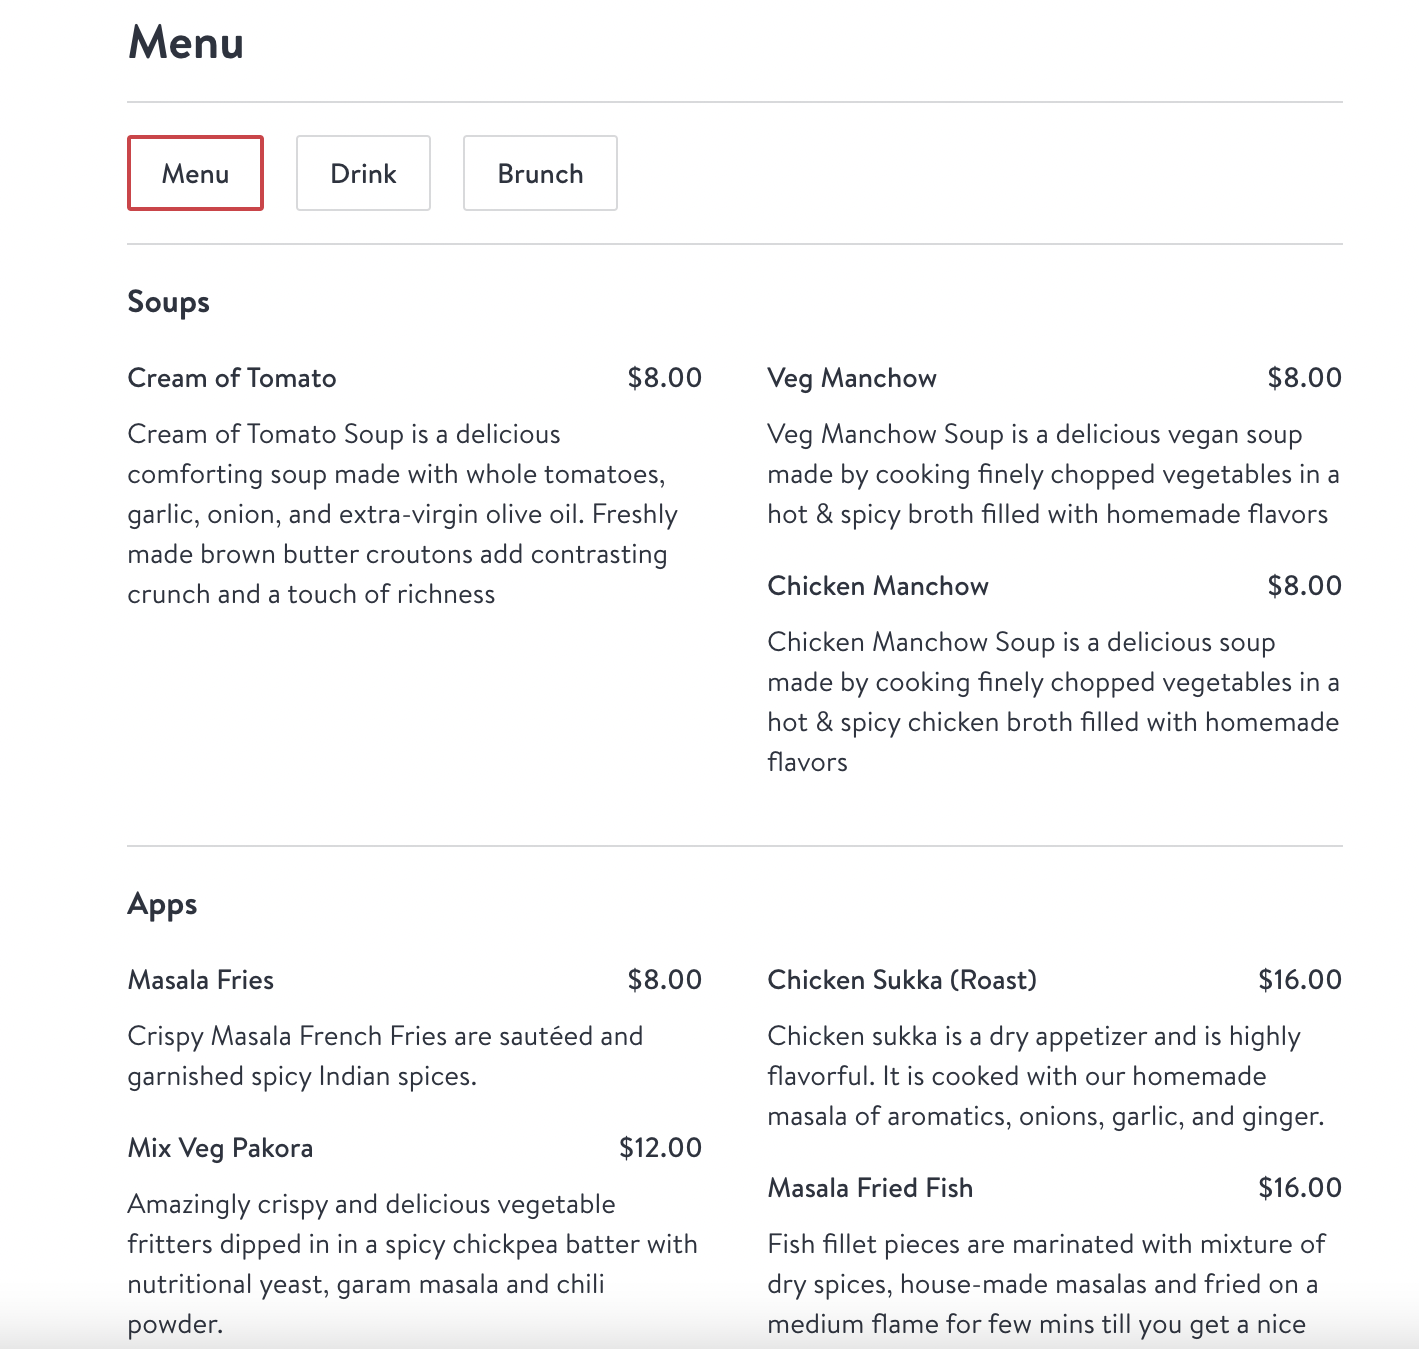 Menu
Menu
Drink
Brunch
Soups
Cream of Tomato $8.00
Cream of Tomato Soup is a delicious
comforting soup made with whole tomatoes,
garlic, onion, and extra-virgin olive oil. Freshly
made brown butter croutons add contrasting
crunch and a touch of richness
Veg Manchow $8.00
Veg Manchow Soup is a delicious vegan soup
made by cooking finely chopped vegetables in a
hot & spicy broth filled with homemade flavors
Chicken Manchow $8.00
Chicken Manchow Soup is a delicious soup
made by cooking finely chopped vegetables in a
hot & spicy chicken broth filled with homemade
flavors
Apps
Masala Fries $8.00
Crispy Masala French Fries are sautéed and
garnished spicy Indian spices.
Mix Veg Pakora $12.00
Amazingly crispy and delicious vegetable
fritters dipped in in a spicy chickpea batter with
nutritional yeast, garam masala and chili
powder.
Chicken Sukka (Roast) $16.00
Chicken sukka is a dry appetizer and is highly
flavorful. It is cooked with our homemade
masala of aromatics, onions, garlic, and ginger.
Masala Fried Fish $16.00
Fish fillet pieces are marinated with mixture of
dry spices, house-made masalas and fried on a
medium flame for few mins till you get a nice